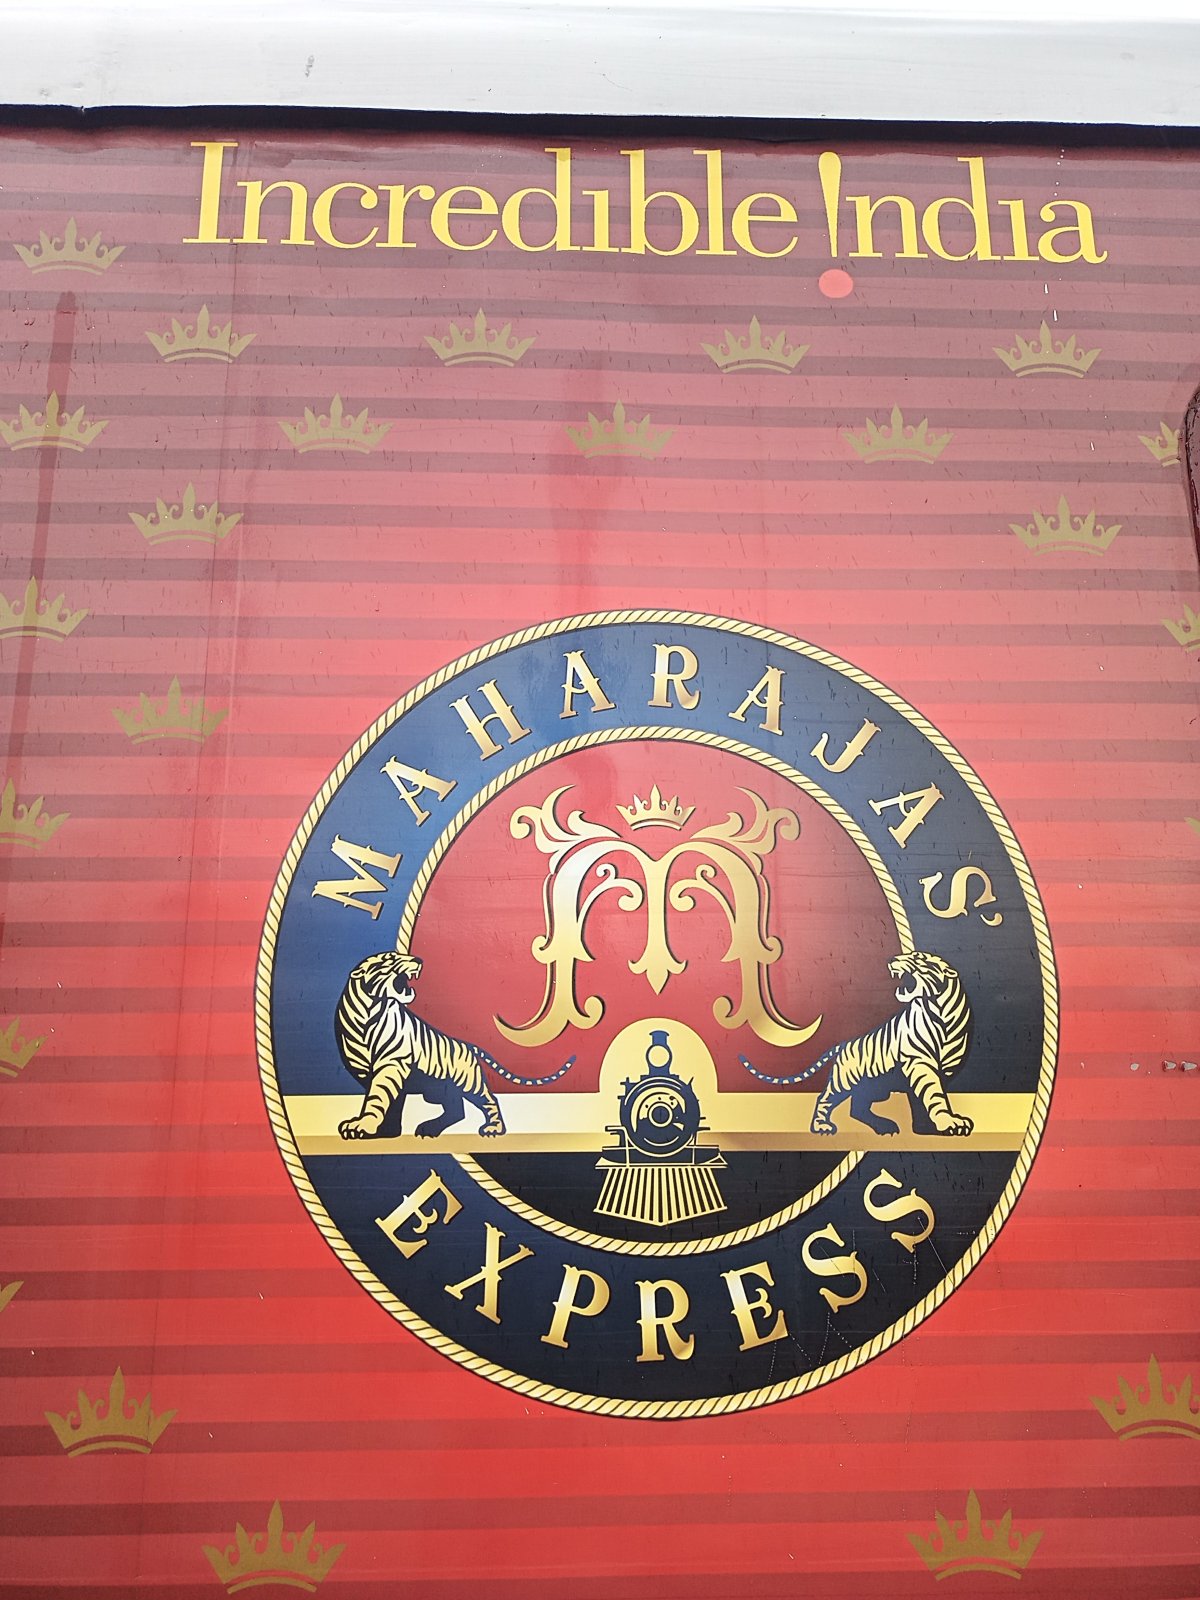 Incredible !ndia
MAHARAJAS'
M
EXPRESS